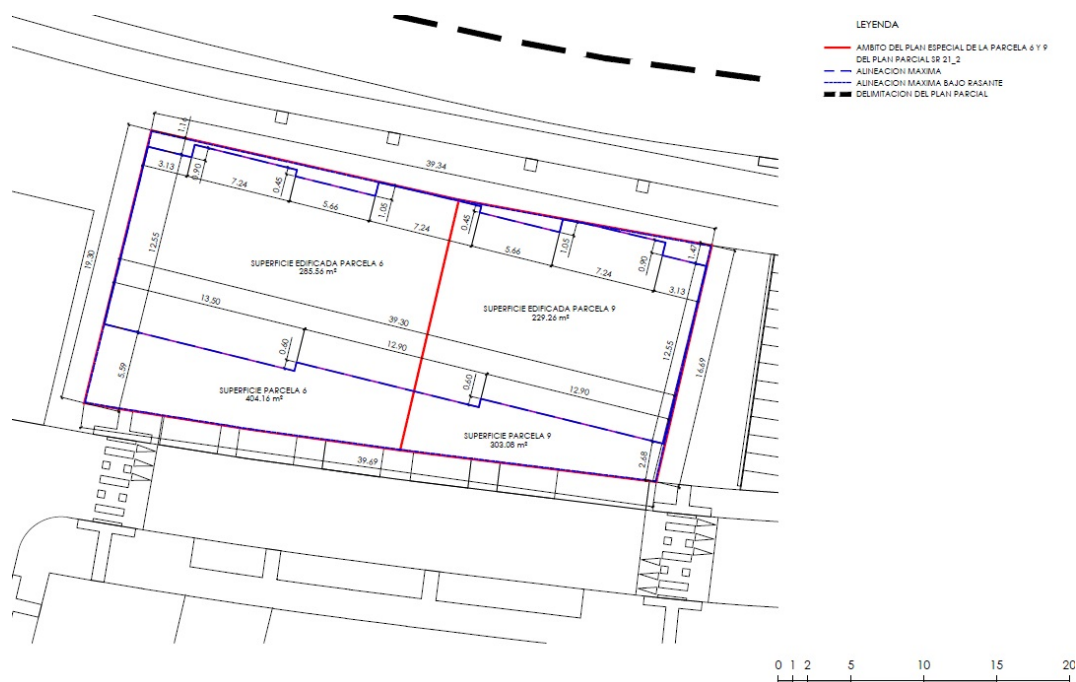 LEYENDA
AMBITO DEL PLAN ESPECIAL DE LA PARCELA 6 Y 9
DEL PLAN PARCIAL SR 21_2
ALINEACION MAXIMA
ALINEACION MAXIMA BAJO RASANTE
DELIMITACION DEL PLAN PARCIAL
1.19
39.34
3.13
0.90
7.24
0.45
5.66
1.05
7.24
0.45
5.66
1.05
7.24
0.90
1.47
3.13
19.30
12.55
SUPERFICIE EDIFICADA PARCELA 6
285.56 m²
SUPERFICIE EDIFICADA PARCELA 9
229.26 m²
13.50
39.30
12.90
0.60
12.55
16.69
5.59
SUPERFICIE PARCELA 6
404.16 m²
0.60
12.90
SUPERFICIE PARCELA 9
303.08 m²
39.69
2.68
0 1 2 5 10 15 20